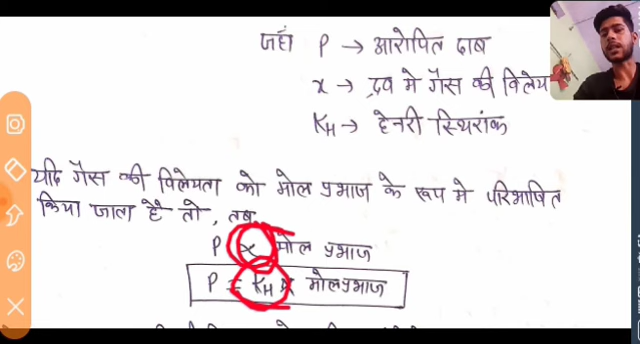 जहाँ P → आरोपित दाब
x → द्रव मे गैस की विलेय
KH → हेनरी स्थिरांक
यदि गैस की विलेयता को मोल प्रभाज के रूप मे परिभाषित
किया जाता है तो, तब
P ∝ मोल प्रभाज
P = KH × मोलप्रभाज